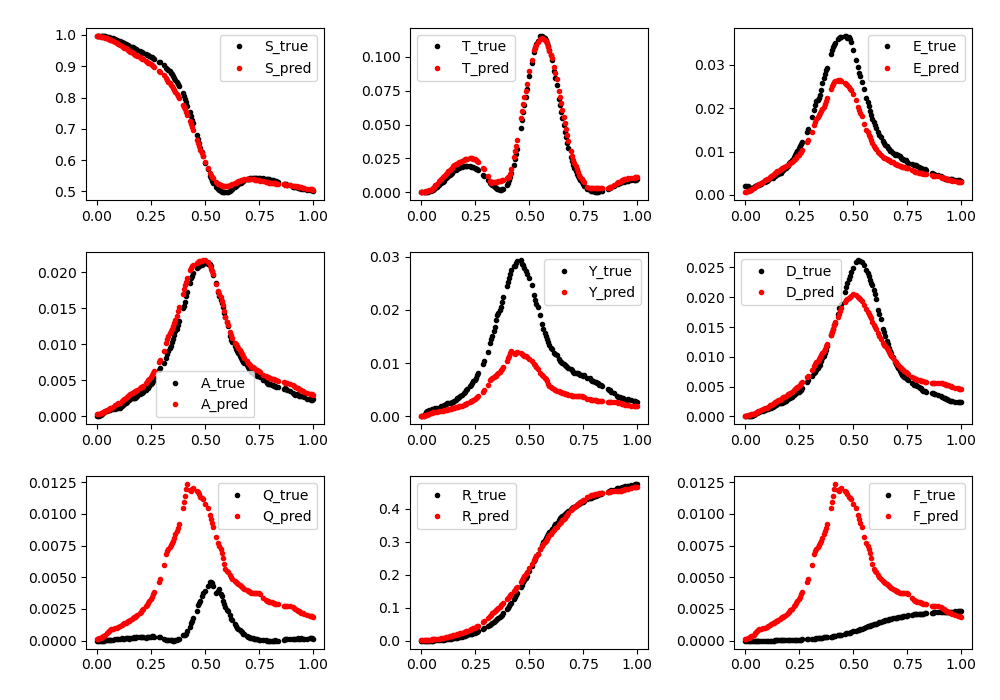 1.0
0.9
0.8
0.7
0.6
0.5
0.00 0.25 0.50 0.75 1.00
S_true
S_pred
0.100
0.075
0.050
0.025
0.000
0.00 0.25 0.50 0.75 1.00
T_true
T_pred
0.03
0.02
0.01
0.00
0.00 0.25 0.50 0.75 1.00
E_true
E_pred
0.020
0.015
0.010
0.005
0.000
0.00 0.25 0.50 0.75 1.00
A_true
A_pred
0.03
0.02
0.01
0.00
0.00 0.25 0.50 0.75 1.00
Y_true
Y_pred
0.025
0.020
0.015
0.010
0.005
0.000
0.00 0.25 0.50 0.75 1.00
D_true
D_pred
0.0125
0.0100
0.0075
0.0050
0.0025
0.0000
0.00 0.25 0.50 0.75 1.00
Q_true
Q_pred
0.4
0.3
0.2
0.1
0.0
0.00 0.25 0.50 0.75 1.00
R_true
R_pred
0.0125
0.0100
0.0075
0.0050
0.0025
0.0000
0.00 0.25 0.50 0.75 1.00
F_true
F_pred